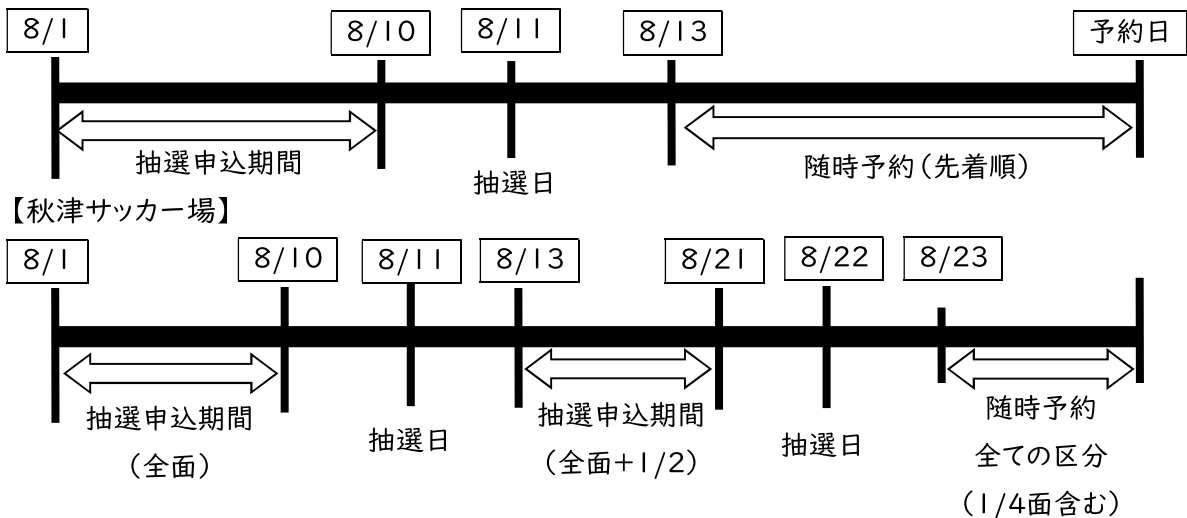 8/1
8/10
8/11
8/13
予約日
抽選申込期間
抽選日
随時予約(先着順)
【秋津サッカー場】
8/1
8/10
8/11
8/13
8/21
8/22
8/23
抽選申込期間
(全面)
抽選日
抽選申込期間
(全面+1/2)
抽選日
随時予約
全ての区分
(1/4面含む)